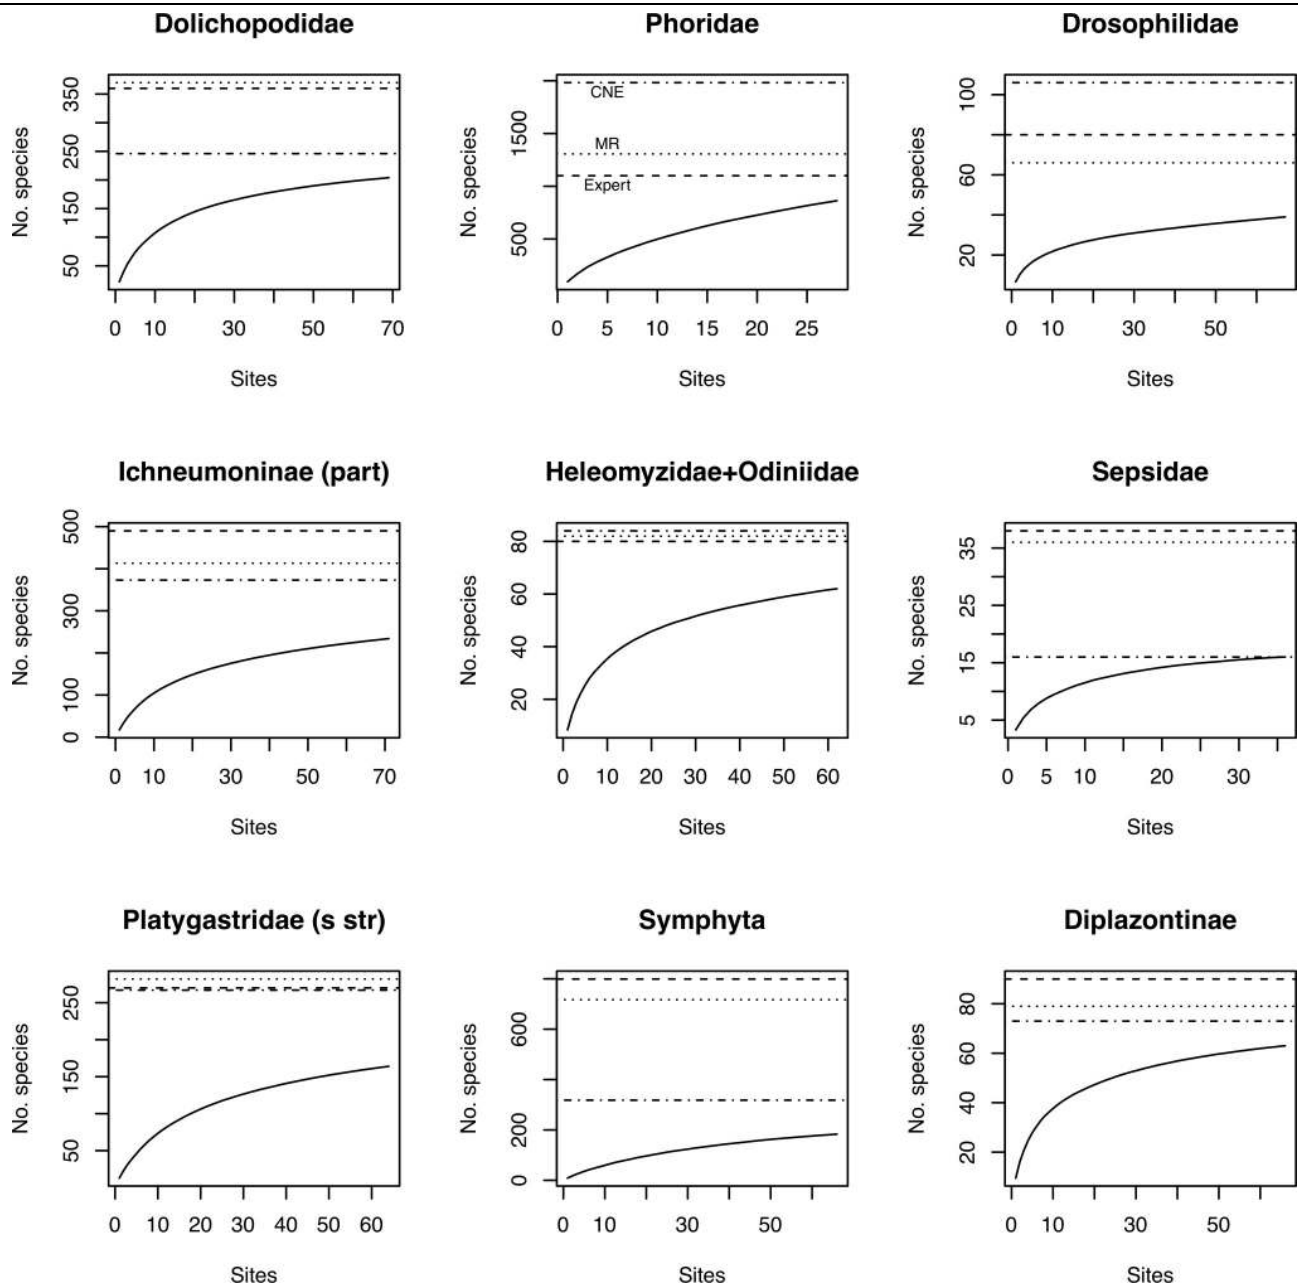 Dolichopodidae
No. species
350
250
150
50
0 10 30 50 70
Sites
Phoridae
No. species
1500
500
CNE
MR
Expert
0 5 10 15 20 25
Sites
Drosophilidae
No. species
100
60
20
0 10 30 50
Sites
Ichneumoninae (part)
No. species
500
300
100
0
0 10 30 50 70
Sites
Heleomyzidae+Odiniidae
No. species
80
60
40
20
0 10 20 30 40 50 60
Sites
Sepsidae
No. species
35
25
15
5
0 5 10 20 30
Sites
Platygastridae (s str)
No. species
250
150
50
0 10 20 30 40 50 60
Sites
Symphyta
No. species
600
200
0
0 10 30 50
Sites
Diplazontinae
No. species
80
60
40
20
0 10 30 50
Sites